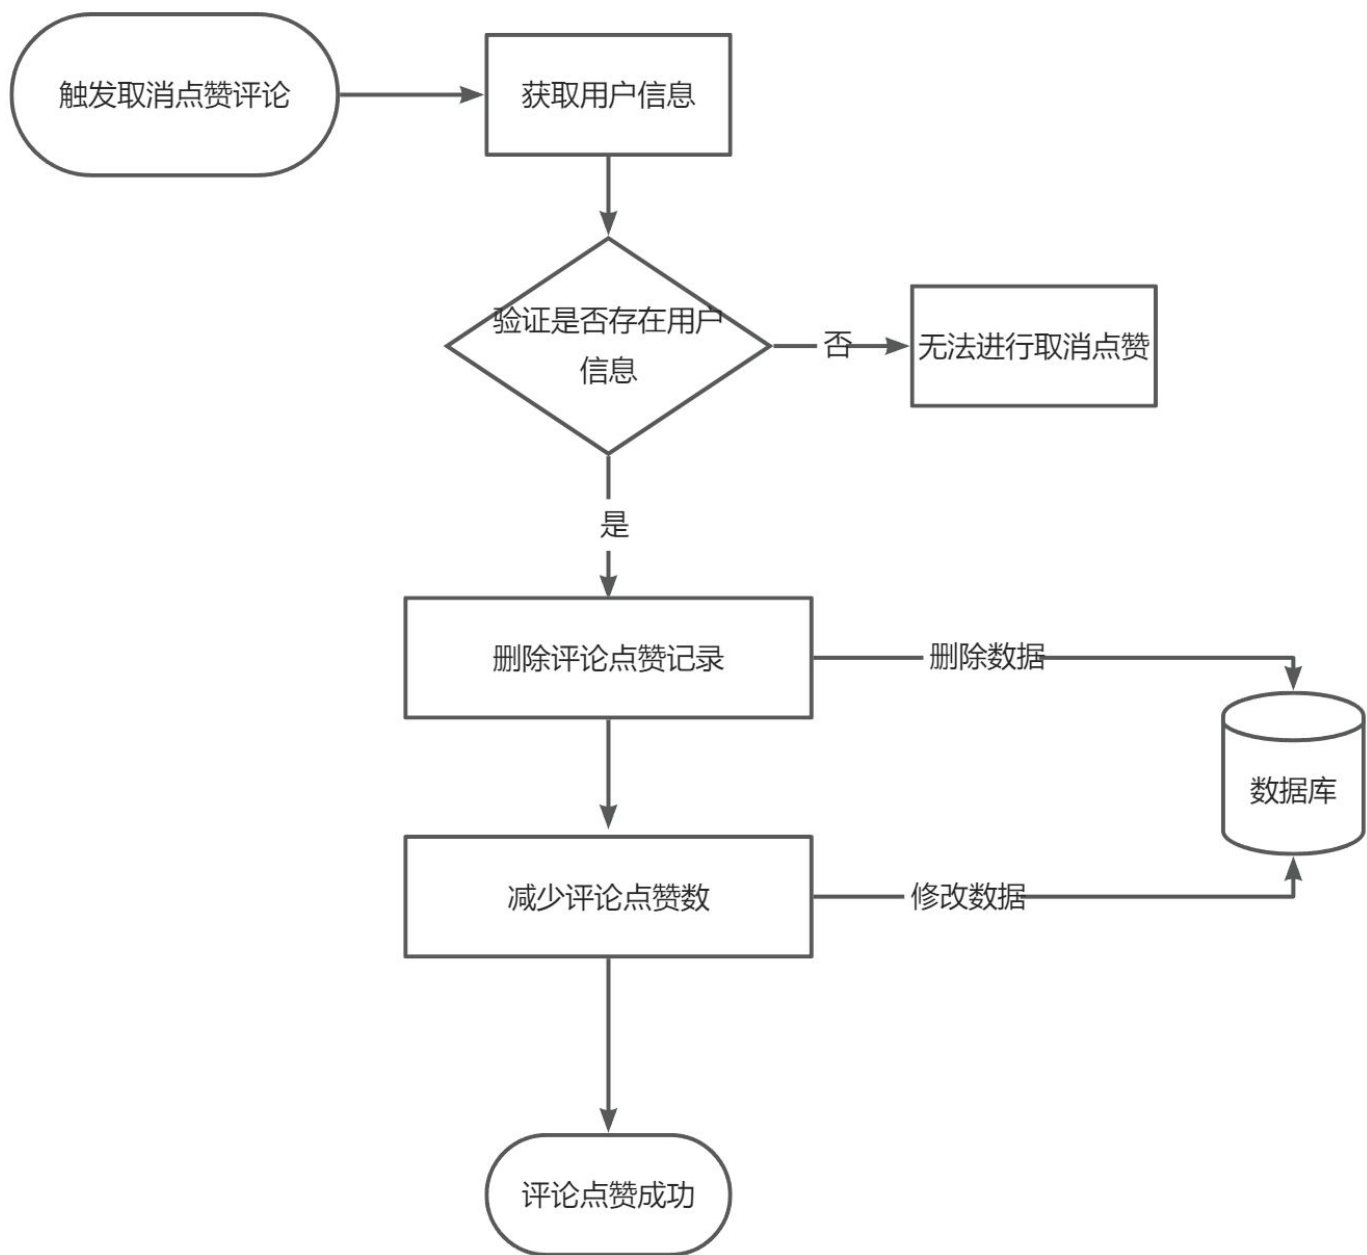 触发取消点赞评论
获取用户信息
验证是否存在用户
信息
否
无法进行取消点赞
是
删除评论点赞记录
删除数据
数据库
减少评论点赞数
修改数据
评论点赞成功